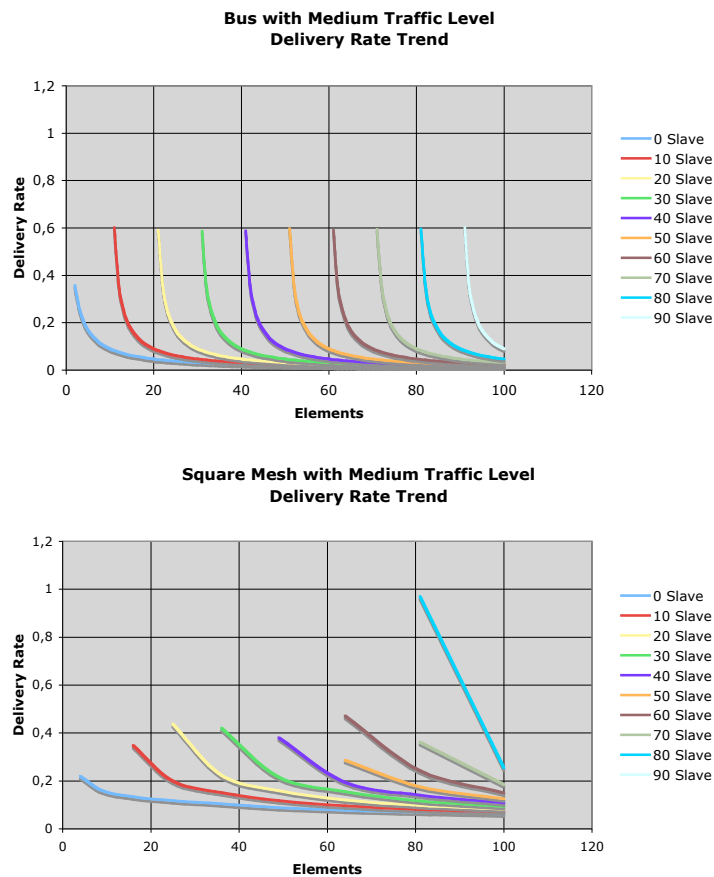 Bus with Medium Traffic Level
Delivery Rate Trend
1,2
1
0,8
0,6
0,4
0,2
0
Delivery Rate
0 20 40 60 80 100 120
Elements
0 Slave
10 Slave
20 Slave
30 Slave
40 Slave
50 Slave
60 Slave
70 Slave
80 Slave
90 Slave
Square Mesh with Medium Traffic Level
Delivery Rate Trend
1,2
1
0,8
0,6
0,4
0,2
0
Delivery Rate
0 20 40 60 80 100 120
Elements
0 Slave
10 Slave
20 Slave
30 Slave
40 Slave
50 Slave
60 Slave
70 Slave
80 Slave
90 Slave